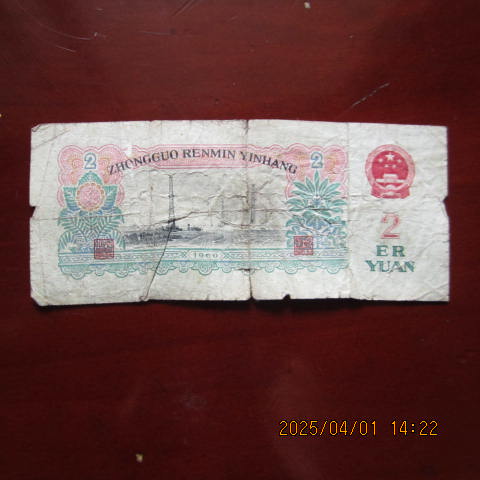 2
2
ZHONGGUO RENMIN YINHANG
2
ER
YUAN
1960
2025/04/01 14:22